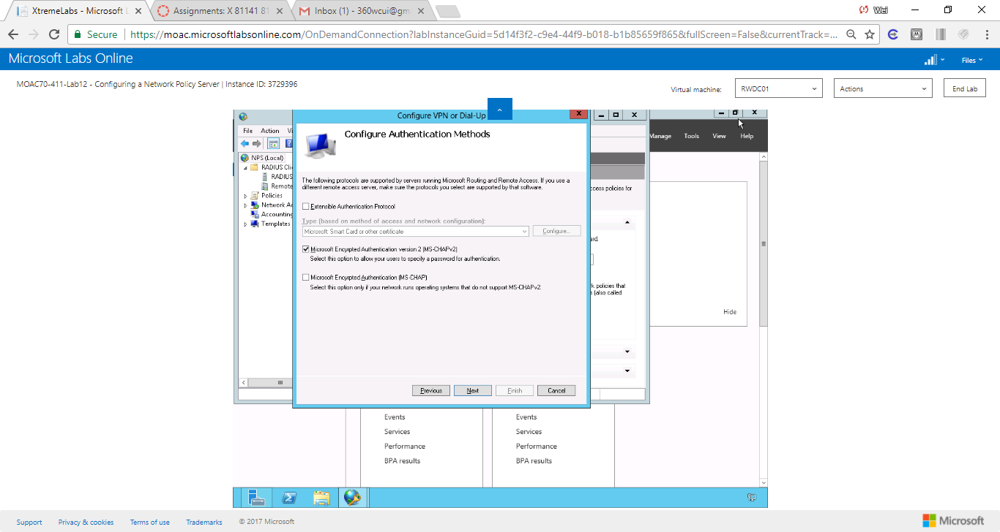 XtremeLabs - Microsoft L
Assignments: X 81141 81
Inbox (1) - 360wcui@gm
Wei
Secure
https://moac.microsoftlabsonline.com/OnDemandConnection?labInstanceGuid=5d14f3f2-c9e4-44f9-b018-b1b85659f865&fullScreen=False&currentTrack=...
Microsoft Labs Online
Files
MOAC70-411-Lab12 - Configuring a Network Policy Server | Instance ID: 3729396
Virtual machine:
RWDC01
Actions
End Lab
Configure VPN or Dial-Up
File Action Vi
Manage Tools View Help
NPS (Local)
RADIUS Clie
RADIUS
Remote
Policies
Network Ac
Accounting
Templates
Configure Authentication Methods
The following protocols are supported by servers running Microsoft Routing and Remote Access. If you use a
different remote access server, make sure the protocols you select are supported by that software.
Extensible Authentication Protocol
Type (based on method of access and network configuration):
Microsoft: Smart Card or other certificate
Configure...
Microsoft Encyrpted Authentication version 2 (MS-CHAPv2)
Select this option to allow your users to specify a password for authentication.
Microsoft Encyrpted Authentication (MS-CHAP)
Select this option only if your network runs operating systems that do not support MS-CHAPv2.
Previous Next Finish Cancel
ccess policies for
ard.
k policies that
s (also called
Hide
Events
Services
Performance
BPA results
Events
Services
Performance
BPA results
Support Privacy & cookies Terms of use Trademarks © 2017 Microsoft
Microsoft